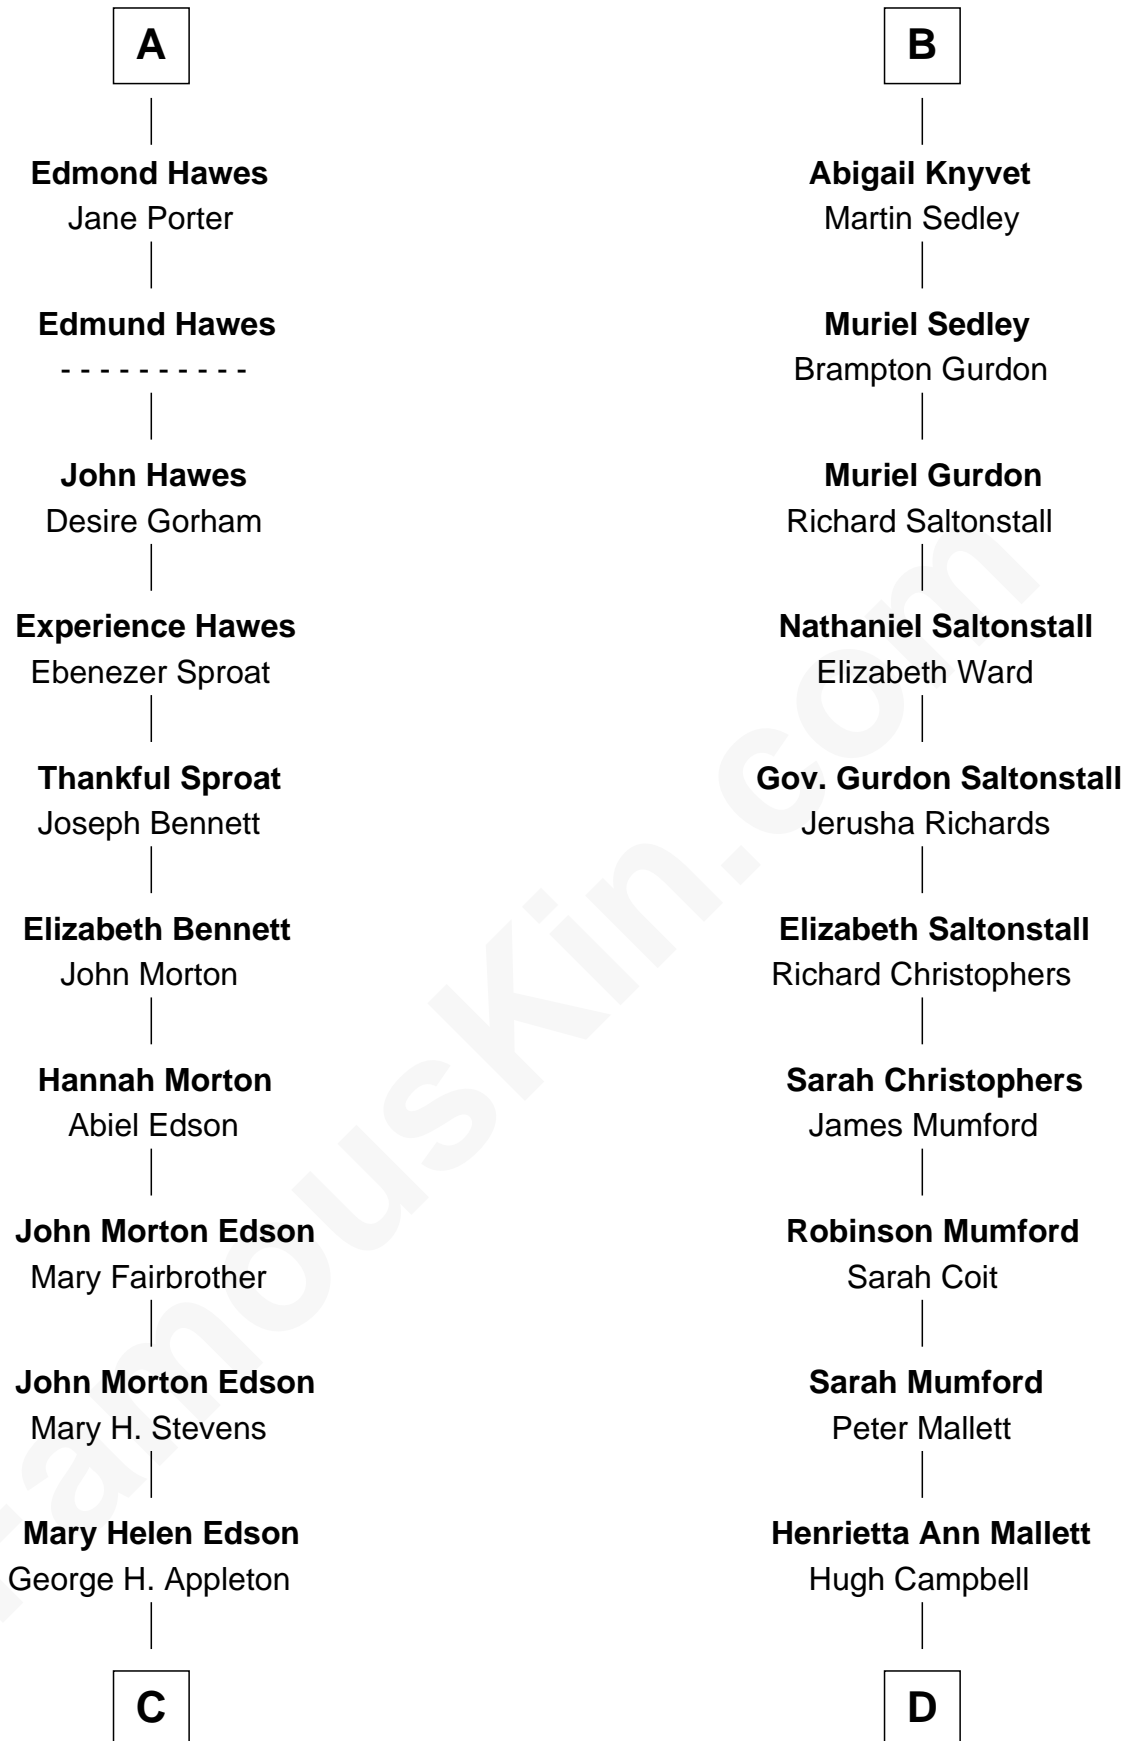 A
Edmond Hawes
Jane Porter
Edmund Hawes
- - - - - - - - - -
John Hawes
Desire Gorham
Experience Hawes
Ebenezer Sproat
Thankful Sproat
Joseph Bennett
Elizabeth Bennett
John Morton
Hannah Morton
Abiel Edson
John Morton Edson
Mary Fairbrother
John Morton Edson
Mary H. Stevens
Mary Helen Edson
George H. Appleton
C
B
Abigail Knyvet
Martin Sedley
Muriel Sedley
Brampton Gurdon
Muriel Gurdon
Richard Saltonstall
Nathaniel Saltonstall
Elizabeth Ward
Gov. Gurdon Saltonstall
Jerusha Richards
Elizabeth Saltonstall
Richard Christophers
Sarah Christophers
James Mumford
Robinson Mumford
Sarah Coit
Sarah Mumford
Peter Mallett
Henrietta Ann Mallett
Hugh Campbell
D
FamousKin.com